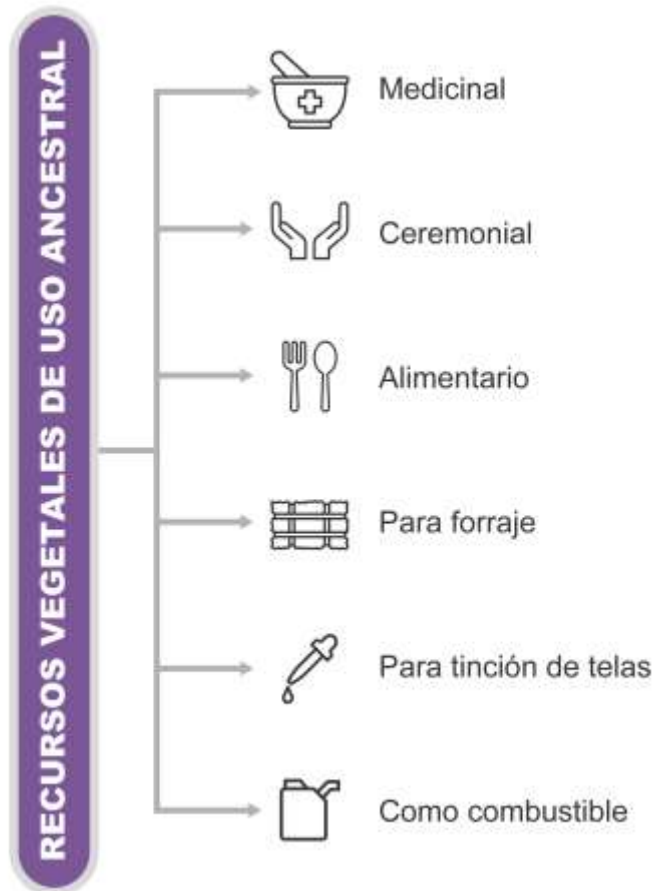 RECURSOS VEGETALES DE USO ANCESTRAL
Medicinal
Ceremonial
Alimentario
Para forraje
Para tinción de telas
Como combustible